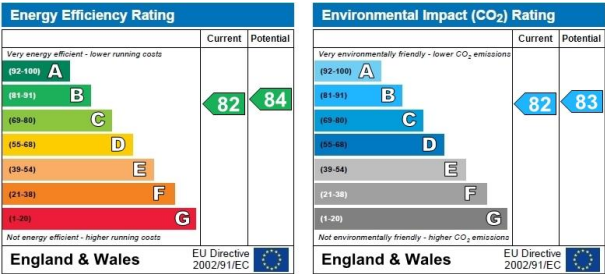 Energy Efficiency Rating
Current Potential
Very energy efficient - lower running costs
(92-100) A
(81-91) B
(69-80) C
(55-68) D
(39-54) E
(21-38) F
(1-20) G
82
84
Not energy efficient - higher running costs
England & Wales
EU Directive
2002/91/EC
Environmental Impact (CO₂) Rating
Current Potential
Very environmentally friendly - lower CO₂ emissions
(92-100) A
(81-91) B
(69-80) C
(55-68) D
(39-54) E
(21-38) F
(1-20) G
82
83
Not environmentally friendly - higher CO₂ emissions
England & Wales
EU Directive
2002/91/EC